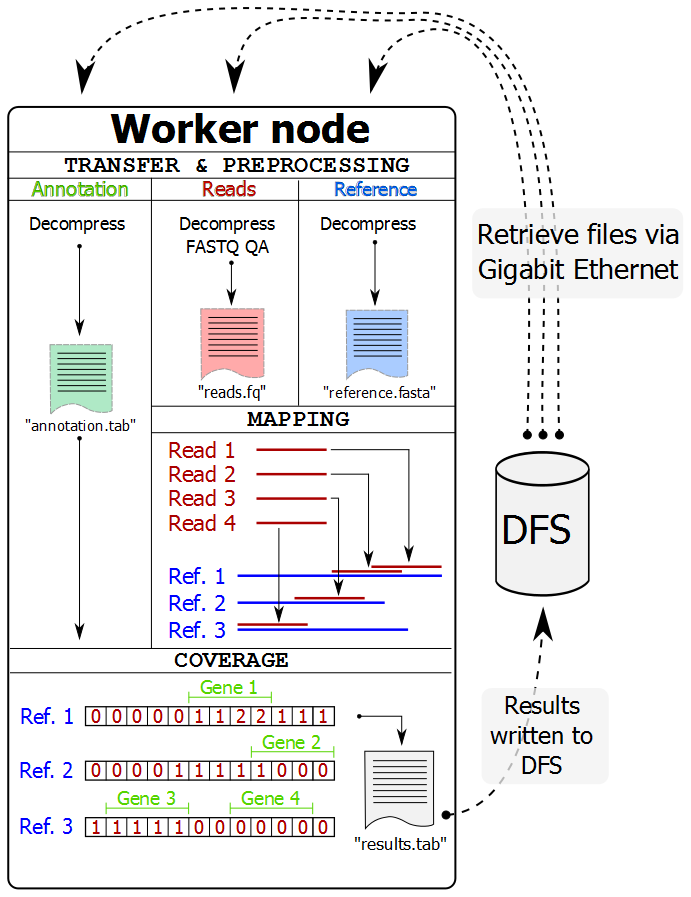 Worker node
TRANSFER & PREPROCESSING
Annotation
Reads
Reference
Decompress
Decompress
FASTQ QA
Decompress
"annotation.tab"
"reads.fq"
"reference.fasta"
MAPPING
Read 1
Read 2
Read 3
Read 4
Ref. 1
Ref. 2
Ref. 3
COVERAGE
Gene 1
Ref. 1 0 0 0 0 0 1 1 2 2 1 1 1
Gene 2
Ref. 2 0 0 0 0 1 1 1 1 1 0 0 0
Gene 3 Gene 4
Ref. 3 1 1 1 1 1 0 0 0 0 0 0 0
"results.tab"
Retrieve files via
Gigabit Ethernet
DFS
Results
written to
DFS